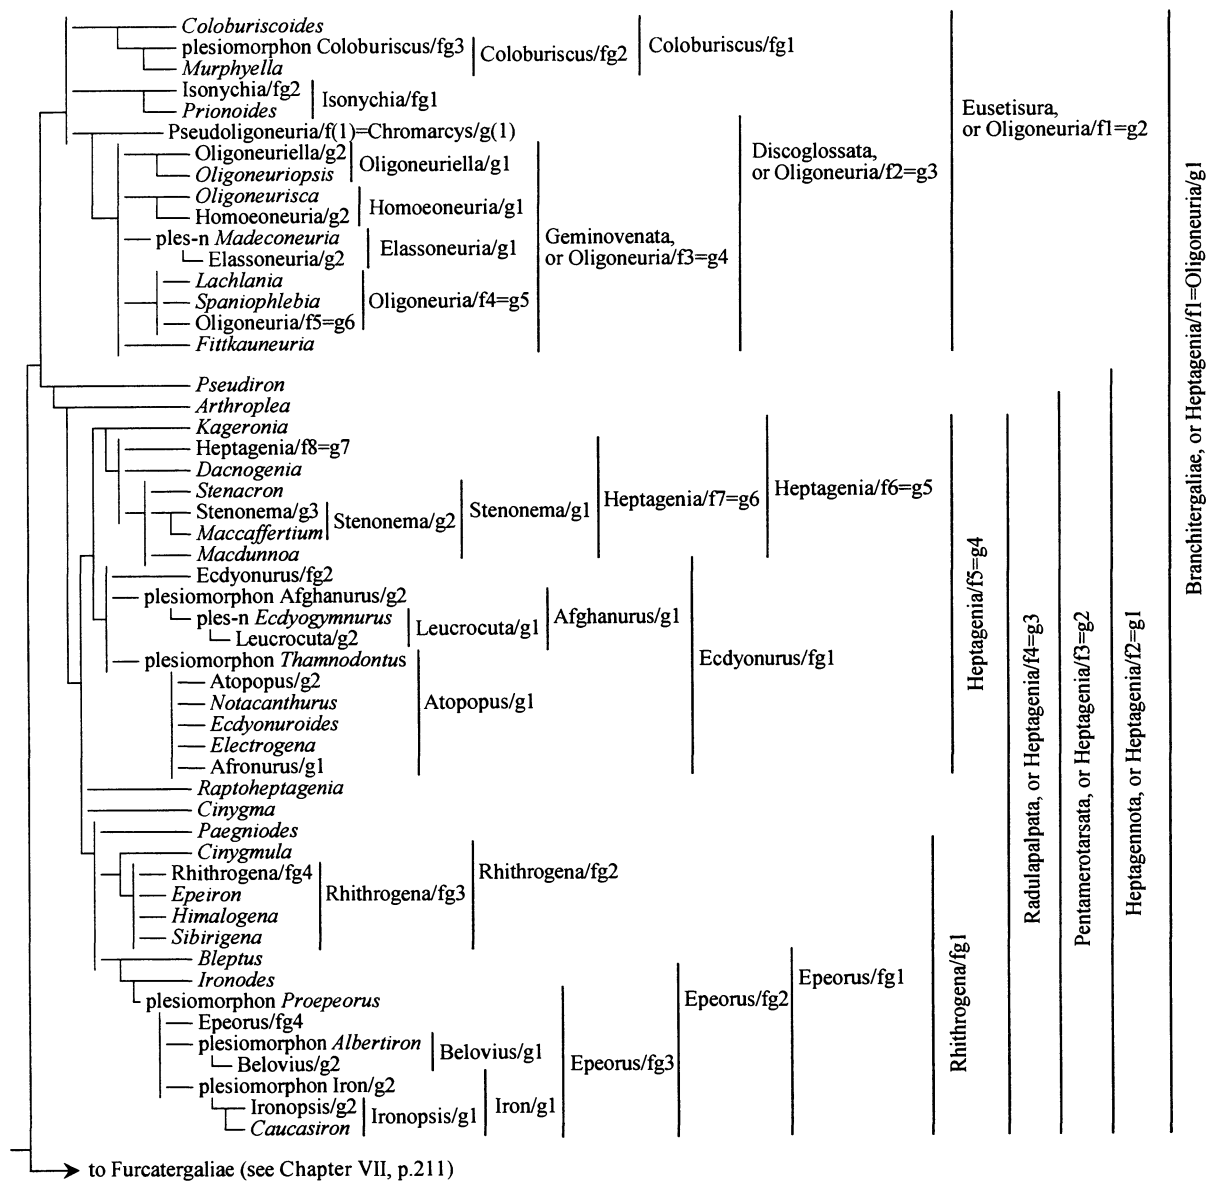 Coloburiscoides
plesiomorphon Coloburiscus/fg3
Coloburiscus/fg2
Coloburiscus/fg1
Murphyella
Isonychia/fg2
Isonychia/fg1
Prionoides
Eusetisura,
or Oligoneuria/f1=g2
Pseudoligoneuria/f(1)=Chromarcys/g(1)
Oligoneuriella/g2
Oligoneuriella/g1
Oligoneuriopsis
Discoglossata,
or Oligoneuria/f2=g3
Oligoneurisca
Homoeoneuria/g1
Homoeoneuria/g2
ples-n Madeconeuria
Elassoneuria/g1
Elassoneuria/g2
Geminovenata,
or Oligoneuria/f3=g4
Lachlania
Spaniophlebia
Oligoneuria/f4=g5
Oligoneuria/f5=g6
Fittkauneuria
Branchitergaliae, or Heptagenia/f1=Oligoneuria/g1
Pseudiron
Arthroplea
Kageronia
Heptagenia/f8=g7
Dacnogenia
Stenacron
Stenonema/g3
Stenonema/g2
Stenonema/g1
Heptagenia/f7=g6
Heptagenia/f6=g5
Maccaffertium
Macdunnoa
Ecdyonurus/fg2
plesiomorphon Afghanurus/g2
ples-n Ecdyogymnurus
Leucrocuta/g1
Afghanurus/g1
Leucrocuta/g2
plesiomorphon Thamnodontus
Ecdyonurus/fg1
Atopopus/g2
Notacanthurus
Atopopus/g1
Ecdyonuroides
Electrogena
Afronurus/g1
Heptagenia/f5=g4
Radulapalpata, or Heptagenia/f4=g3
Pentamerotarsata, or Heptagenia/f3=g2
Heptagennota, or Heptagenia/f2=g1
Raptoheptagenia
Cinygma
Paegniodes
Cinygmula
Rhithrogena/fg4
Rhithrogena/fg3
Rhithrogena/fg2
Epeiron
Himalogena
Sibirigena
Bleptus
Ironodes
plesiomorphon Proepeorus
Epeorus/fg2
Epeorus/fg1
Rhithrogena/fg1
Epeorus/fg4
plesiomorphon Albertiron
Belovius/g1
Belovius/g2
Epeorus/fg3
plesiomorphon Iron/g2
Ironopsis/g2
Ironopsis/g1
Iron/g1
Caucasiron
to Furcatergaliae (see Chapter VII, p.211)